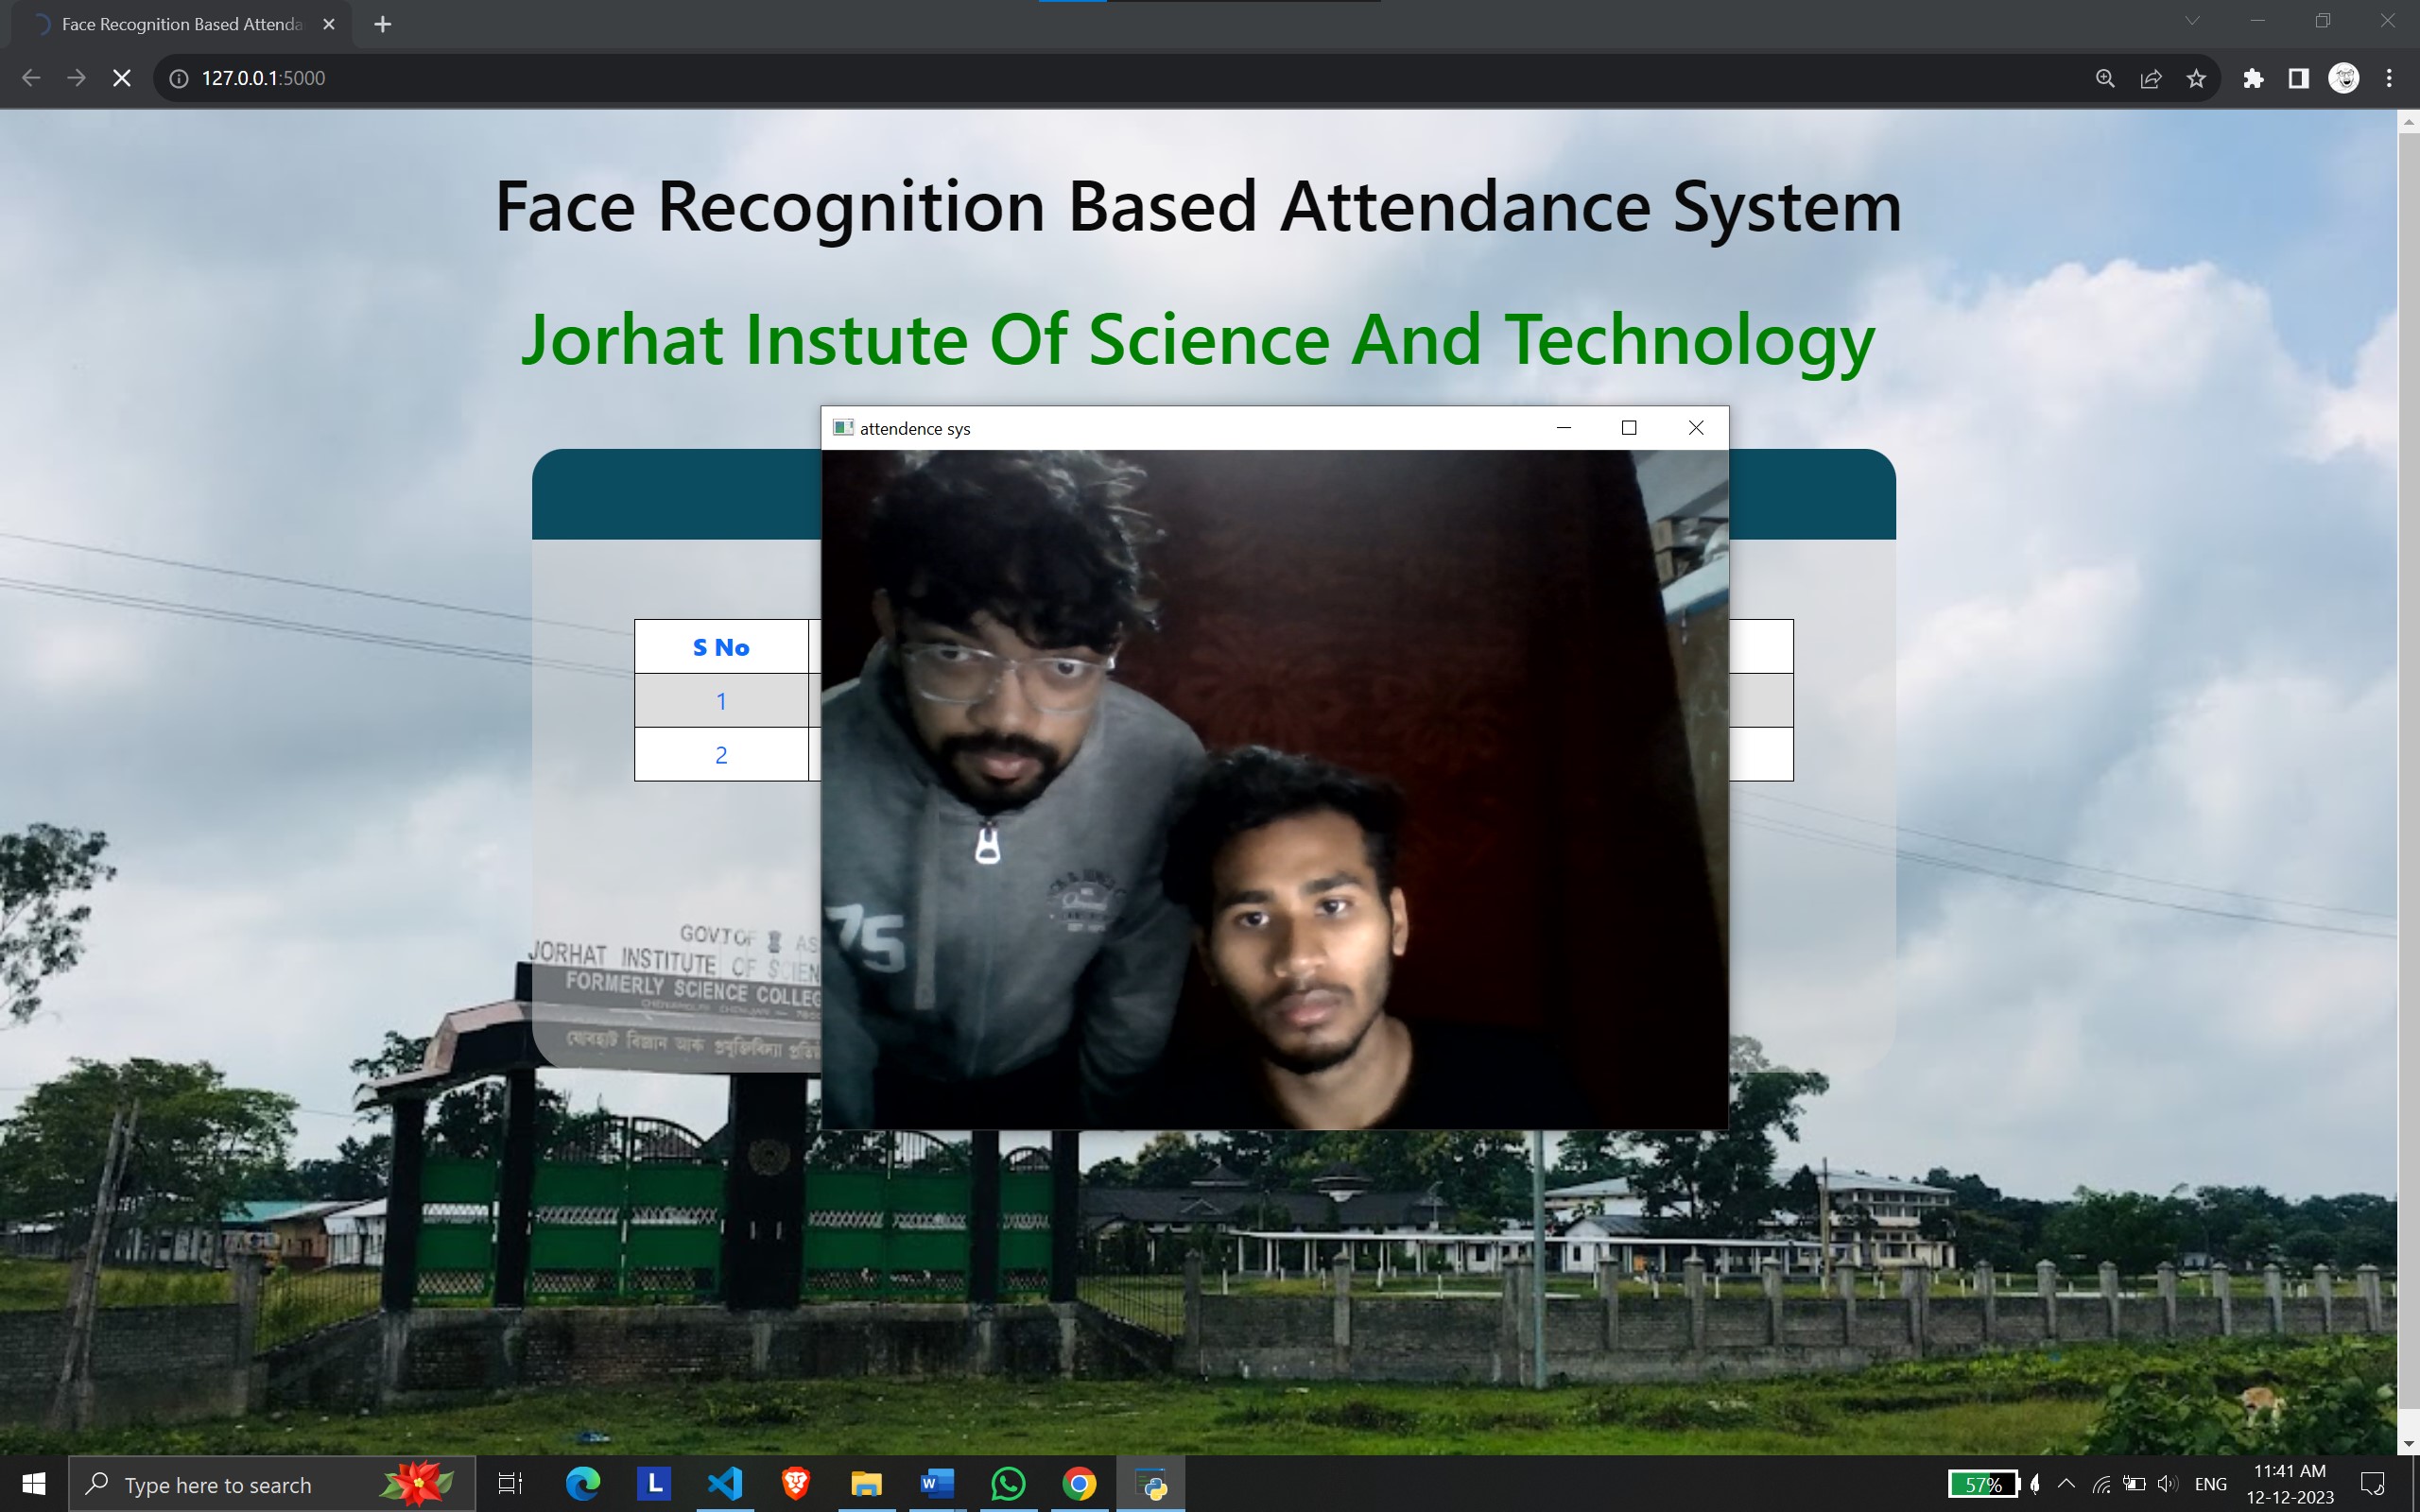 Face Recognition Based Attenda
127.0.0.1:5000
Face Recognition Based Attendance System
Jorhat Instute Of Science And Technology
attendence sys
S No
1
2
75
GOVT OF AS
JORHAT INSTITUTE OF SCIEN
FORMERLY SCIENCE COLLEG
যোৰহাট বিজ্ঞান আৰু প্ৰযুক্তিবিদ্যা
Type here to search
L
W
57%
ENG
11:41 AM
12-12-2023